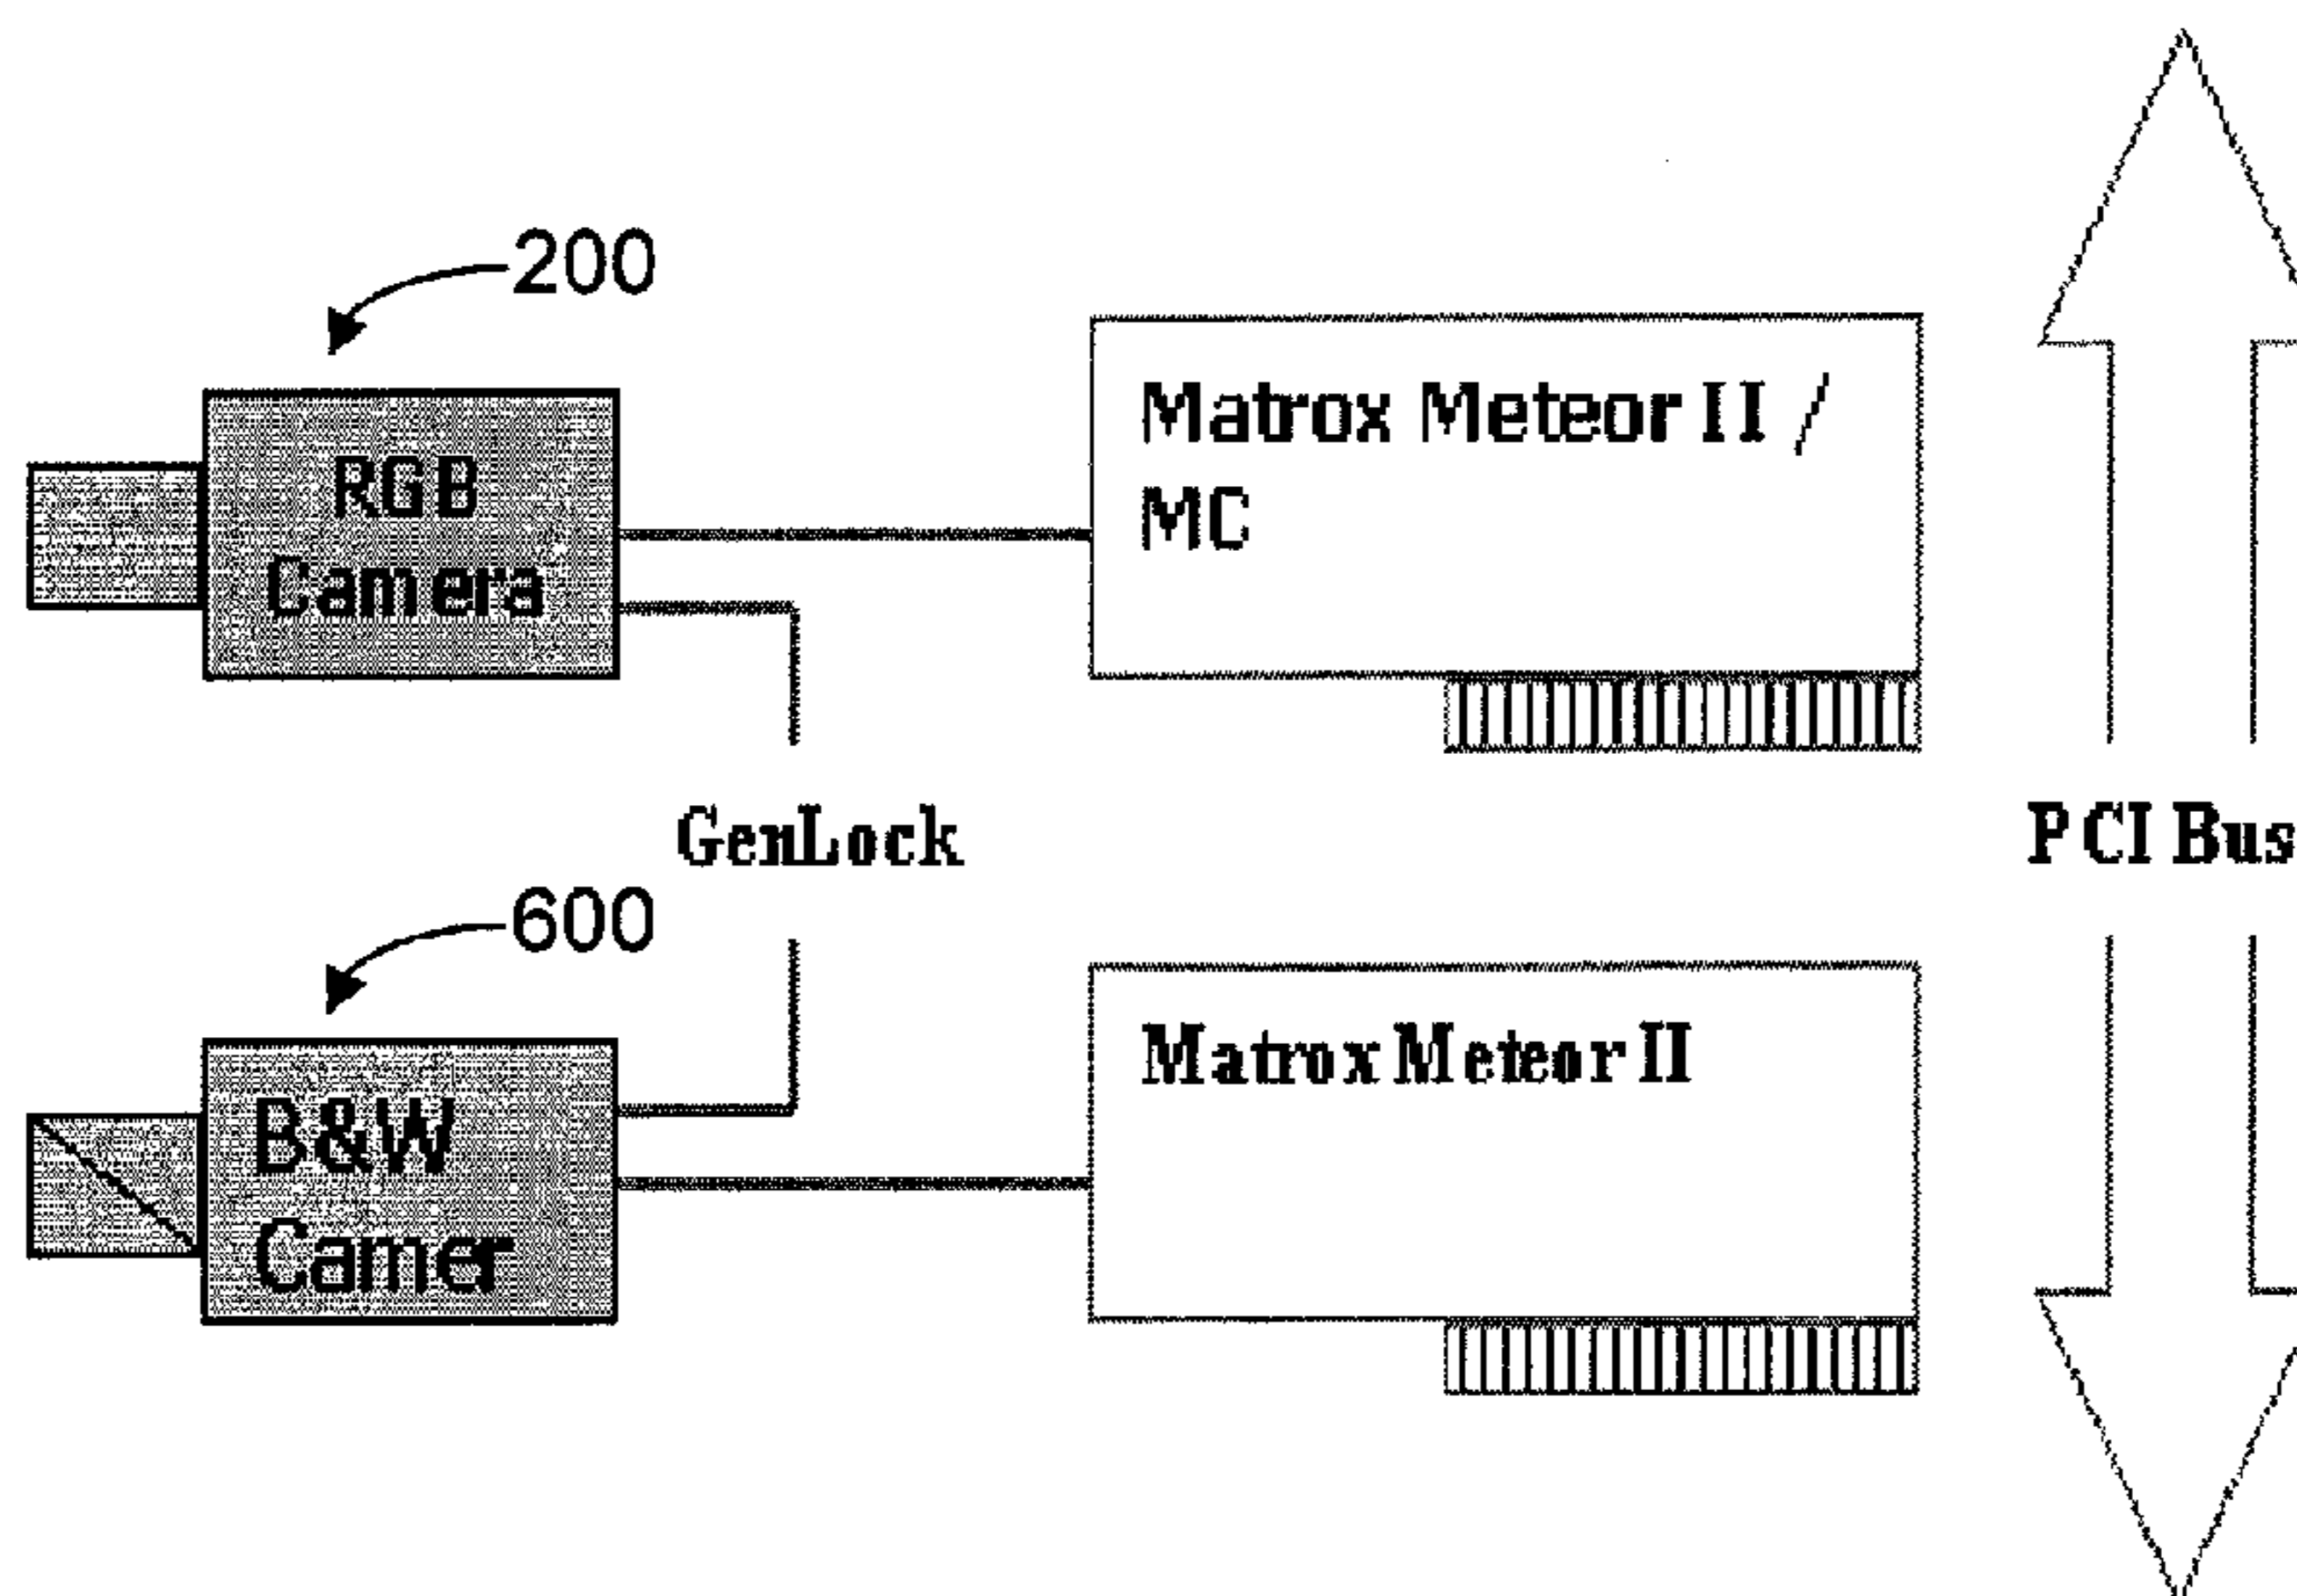 200
RGB
Camera
Matrox Meteor II /
MC
GenLock
PCI Bus
600
B&W
Camer
Matrox Meteor II